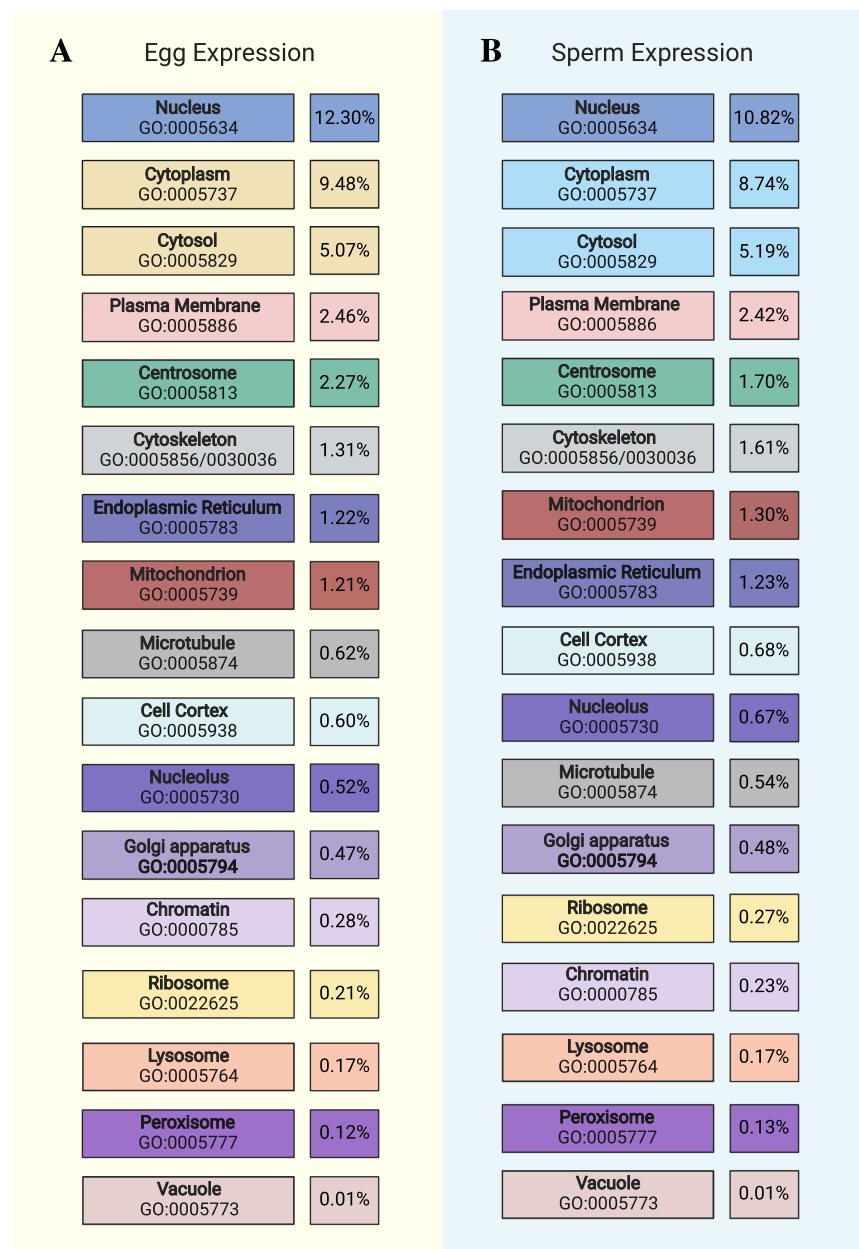 A
Egg Expression
Nucleus
GO:0005634
12.30%
Cytoplasm
GO:0005737
9.48%
Cytosol
GO:0005829
5.07%
Plasma Membrane
GO:0005886
2.46%
Centrosome
GO:0005813
2.27%
Cytoskeleton
GO:0005856/0030036
1.31%
Endoplasmic Reticulum
GO:0005783
1.22%
Mitochondrion
GO:0005739
1.21%
Microtubule
GO:0005874
0.62%
Cell Cortex
GO:0005938
0.60%
Nucleolus
GO:0005730
0.52%
Golgi apparatus
GO:0005794
0.47%
Chromatin
GO:0000785
0.28%
Ribosome
GO:0022625
0.21%
Lysosome
GO:0005764
0.17%
Peroxisome
GO:0005777
0.12%
Vacuole
GO:0005773
0.01%
B
Sperm Expression
Nucleus
GO:0005634
10.82%
Cytoplasm
GO:0005737
8.74%
Cytosol
GO:0005829
5.19%
Plasma Membrane
GO:0005886
2.42%
Centrosome
GO:0005813
1.70%
Cytoskeleton
GO:0005856/0030036
1.61%
Mitochondrion
GO:0005739
1.30%
Endoplasmic Reticulum
GO:0005783
1.23%
Cell Cortex
GO:0005938
0.68%
Nucleolus
GO:0005730
0.67%
Microtubule
GO:0005874
0.54%
Golgi apparatus
GO:0005794
0.48%
Ribosome
GO:0022625
0.27%
Chromatin
GO:0000785
0.23%
Lysosome
GO:0005764
0.17%
Peroxisome
GO:0005777
0.13%
Vacuole
GO:0005773
0.01%